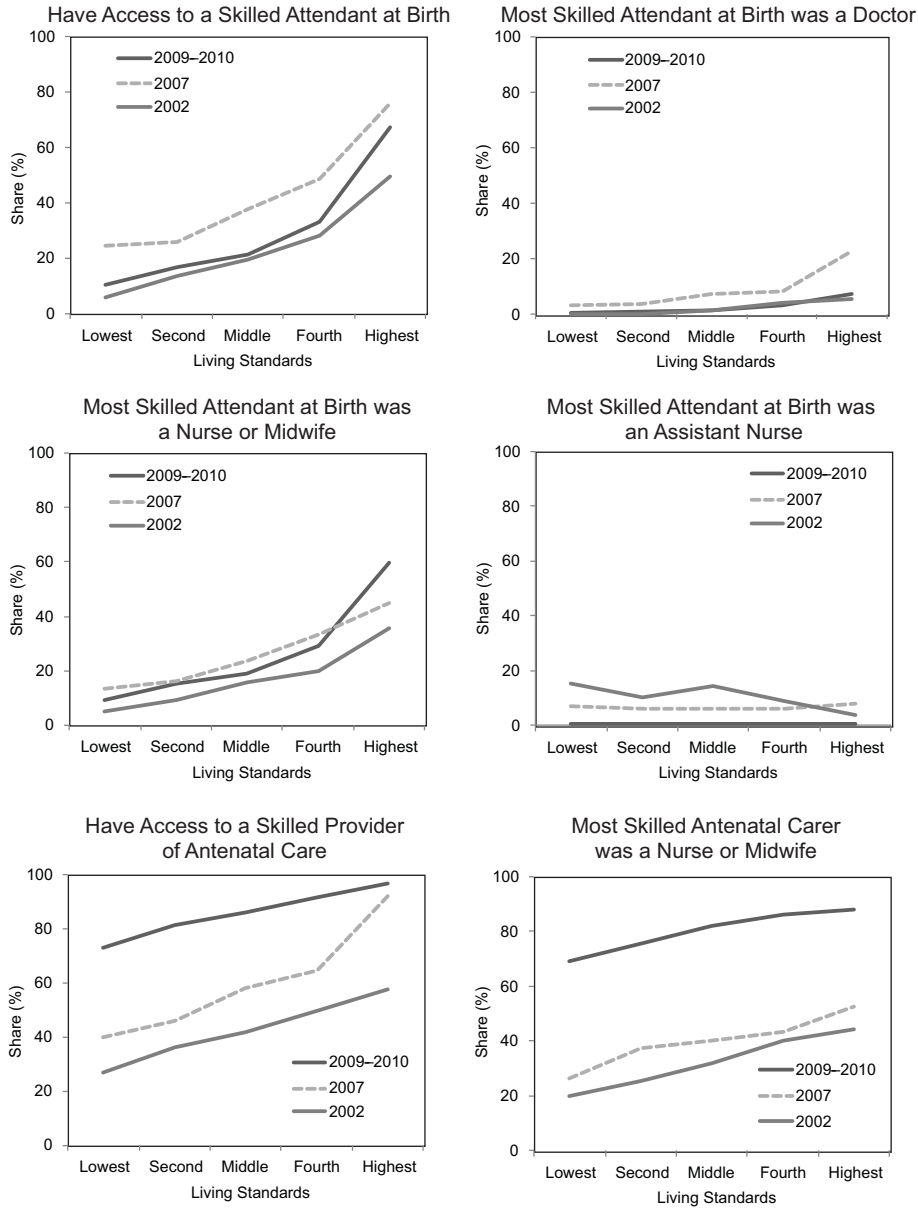 Have Access to a Skilled Attendant at Birth
100
80
60
40
20
0
Share (%)
2009–2010
2007
2002
Lowest Second Middle Fourth Highest
Living Standards
Most Skilled Attendant at Birth was a Doctor
100
80
60
40
20
0
Share (%)
2009–2010
2007
2002
Lowest Second Middle Fourth Highest
Living Standards
Most Skilled Attendant at Birth was
a Nurse or Midwife
100
80
60
40
20
0
Share (%)
2009–2010
2007
2002
Lowest Second Middle Fourth Highest
Living Standards
Most Skilled Attendant at Birth was
an Assistant Nurse
100
80
60
40
20
0
Share (%)
2009–2010
2007
2002
Lowest Second Middle Fourth Highest
Living Standards
Have Access to a Skilled Provider
of Antenatal Care
100
80
60
40
20
0
Share (%)
2009–2010
2007
2002
Lowest Second Middle Fourth Highest
Living Standards
Most Skilled Antenatal Carer
was a Nurse or Midwife
100
80
60
40
20
0
Share (%)
2009–2010
2007
2002
Lowest Second Middle Fourth Highest
Living Standards